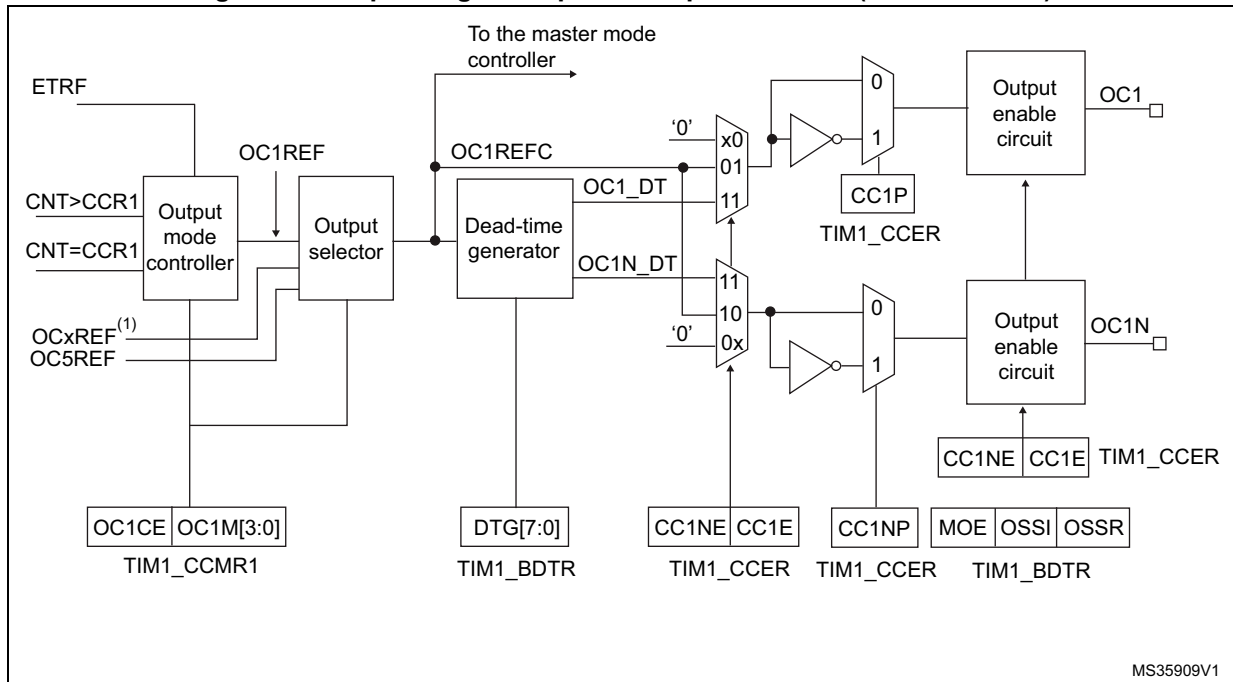 To the master mode
controller
ETRF
OC1REF
CNT>CCR1
CNT=CCR1
Output
mode
controller
Output
selector
OCxREF(1)
OC5REF
OC1REFC
Dead-time
generator
OC1_DT
OC1N_DT
'0'
x0
01
11
11
10
'0'
0x
0
1
CC1P
TIM1_CCER
0
1
Output
enable
circuit
OC1
Output
enable
circuit
OC1N
CC1NE CC1E TIM1_CCER
OC1CE OC1M[3:0]
TIM1_CCMR1
DTG[7:0]
TIM1_BDTR
CC1NE CC1E
TIM1_CCER
CC1NP
TIM1_CCER
MOE OSSI OSSR
TIM1_BDTR
MS35909V1